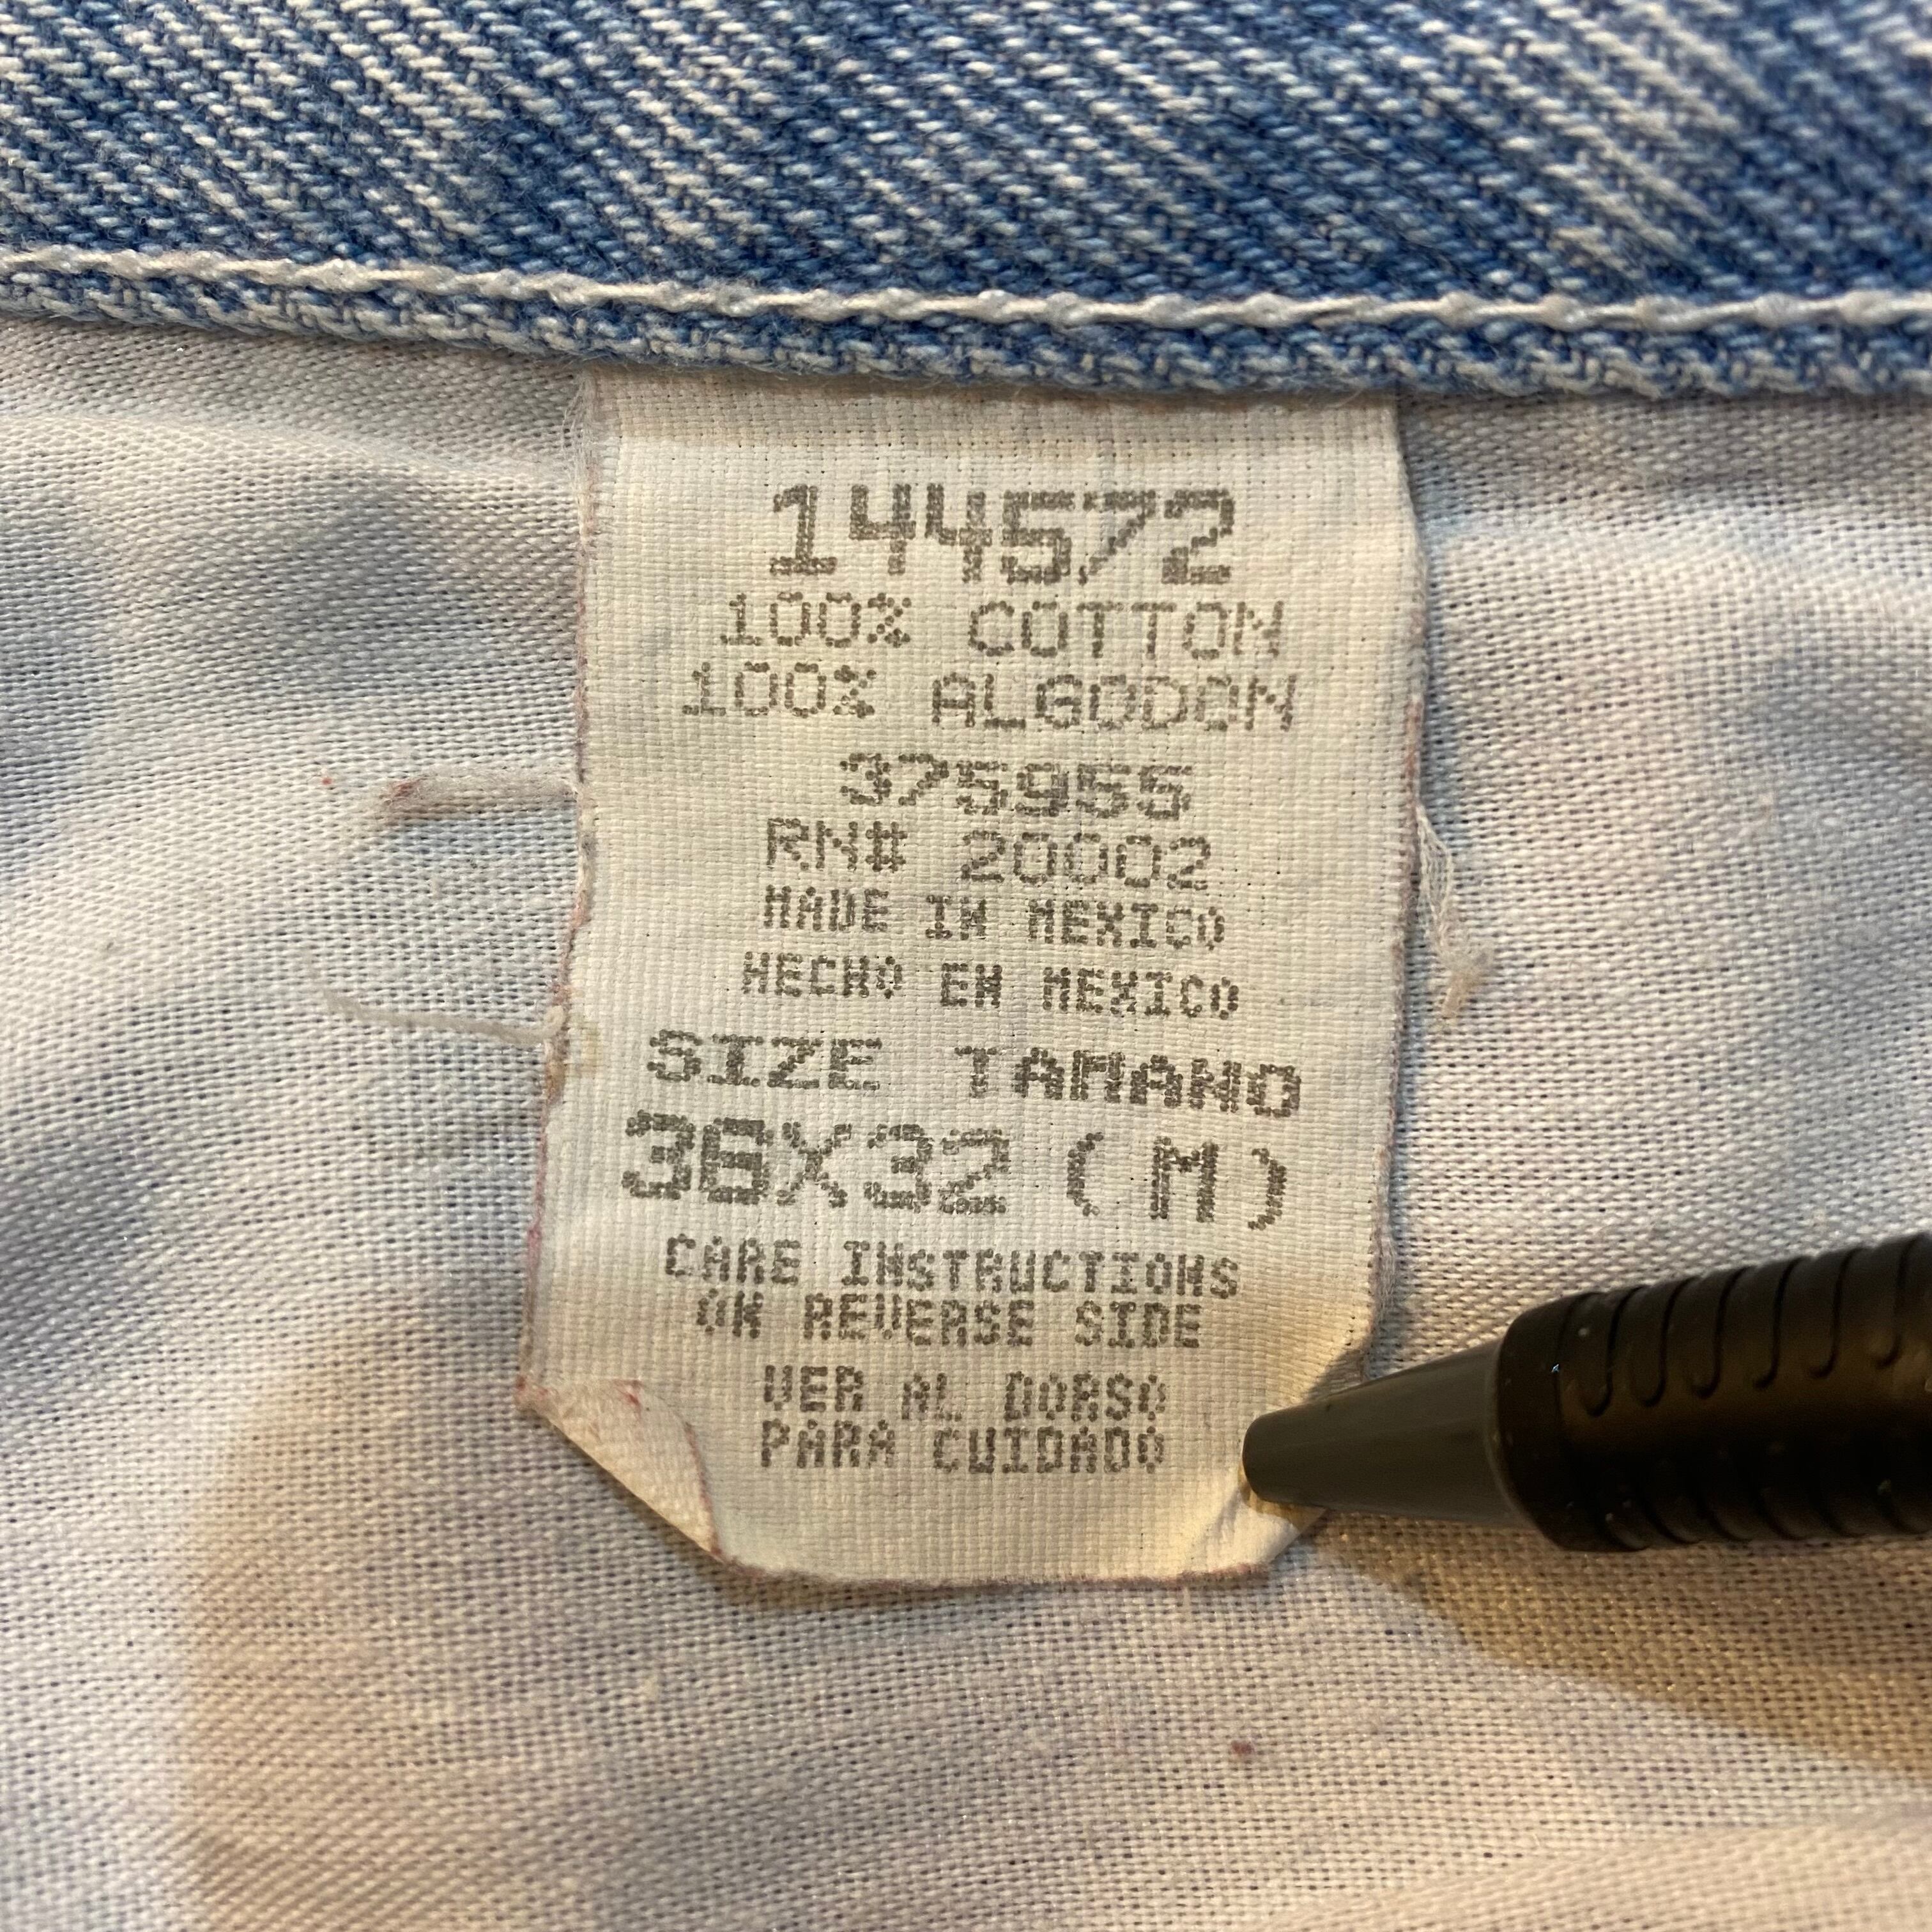 144572
100% COTTON
100% ALGODON
375955
RN# 20002
MADE IN MEXICO
HECHO EN MEXICO
SIZE TAMANO
36X32 (M)
CARE INSTRUCTIONS
ON REVERSE SIDE
VER AL DORSO
PARA CUIDADO